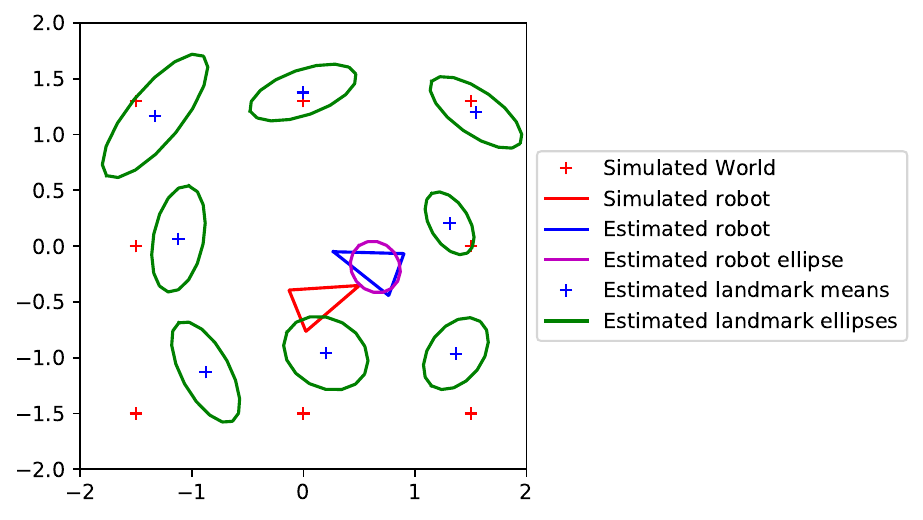 2.0
1.5
1.0
0.5
0.0
−0.5
−1.0
−1.5
−2.0
−2
−1
0
1
2
Simulated World
Simulated robot
Estimated robot
Estimated robot ellipse
Estimated landmark means
Estimated landmark ellipses